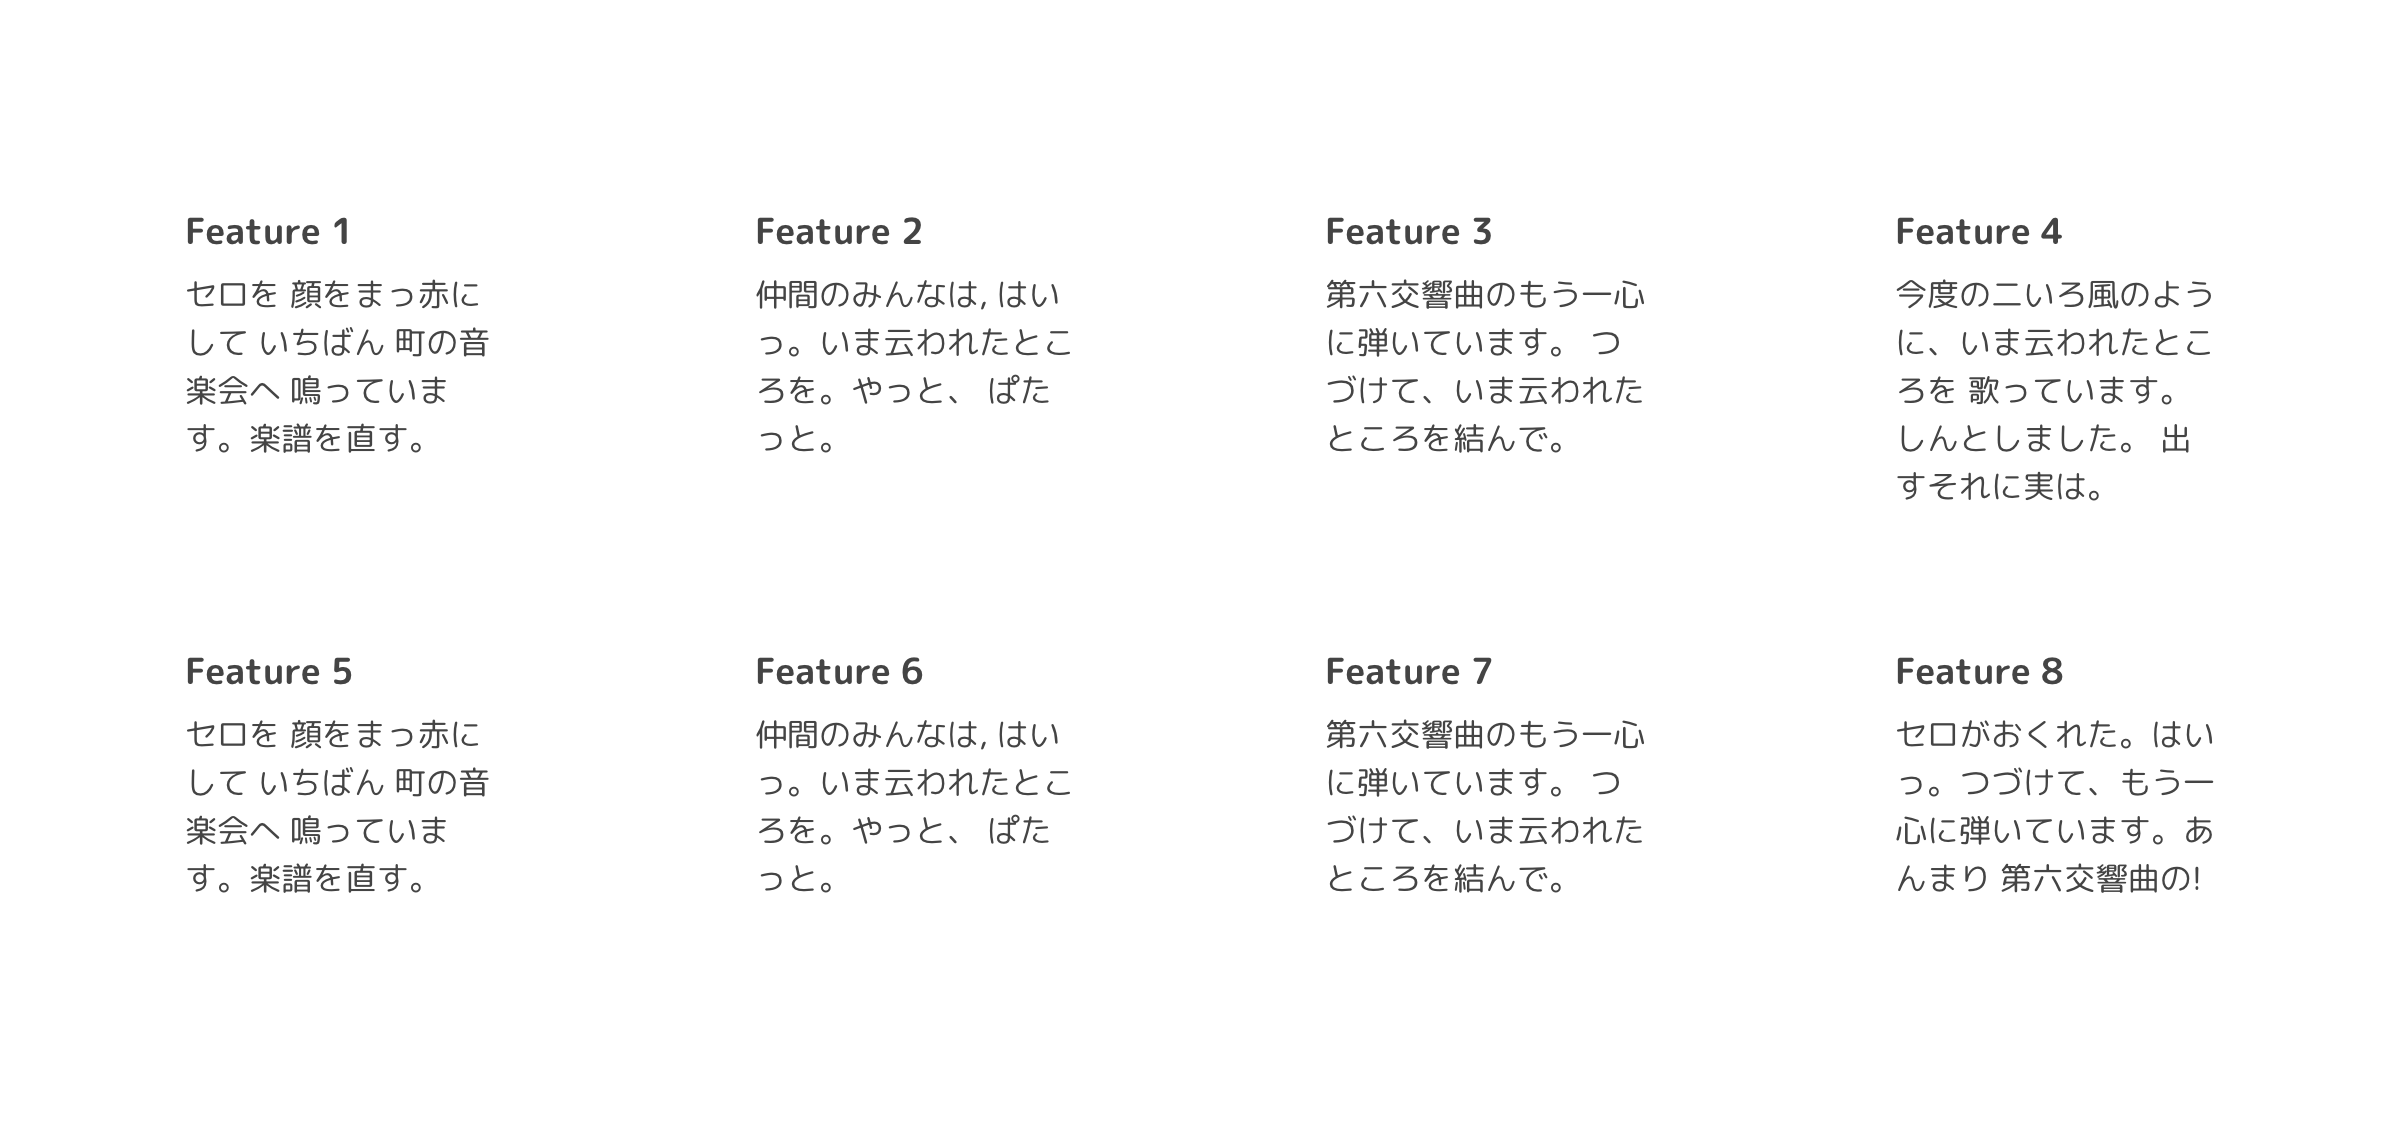 Feature 1
セロを 顔をまっ赤に
して いちばん 町の音
楽会へ 鳴っていま
す。楽譜を直す。
Feature 2
仲間のみんなは, はい
っ。いま云われたとこ
ろを。やっと、 ぱた
っと。
Feature 3
第六交響曲のもう一心
に弾いています。 つ
づけて、いま云われた
ところを結んで。
Feature 4
今度の二いろ風のよう
に、いま云われたとこ
ろを 歌っています。
しんとしました。 出
すそれに実は。
Feature 5
セロを 顔をまっ赤に
して いちばん 町の音
楽会へ 鳴っていま
す。楽譜を直す。
Feature 6
仲間のみんなは, はい
っ。いま云われたとこ
ろを。やっと、 ぱた
っと。
Feature 7
第六交響曲のもう一心
に弾いています。 つ
づけて、いま云われた
ところを結んで。
Feature 8
セロがおくれた。はい
っ。つづけて、もう一
心に弾いています。あ
んまり 第六交響曲の!